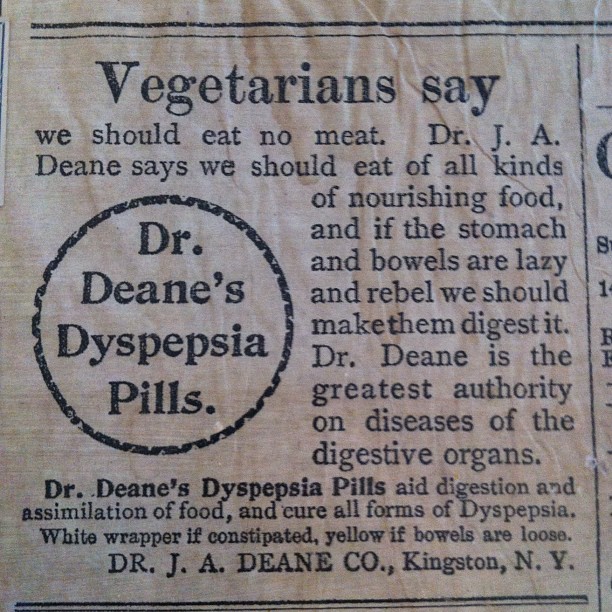 Vegetarians say
we should eat no meat. Dr. J. A.
Deane says we should eat of all kinds
of nourishing food,
and if the stomach
and bowels are lazy
and rebel we should
make them digest it.
Dr. Deane is the
greatest authority
on diseases of the
digestive organs.
Dr.
Deane's
Dyspepsia
Pills.
Dr. Deane's Dyspepsia Pills aid digestion and
assimilation of food, and cure all forms of Dyspepsia.
White wrapper if constipated, yellow if bowels are loose.
DR. J. A. DEANE CO., Kingston, N. Y.